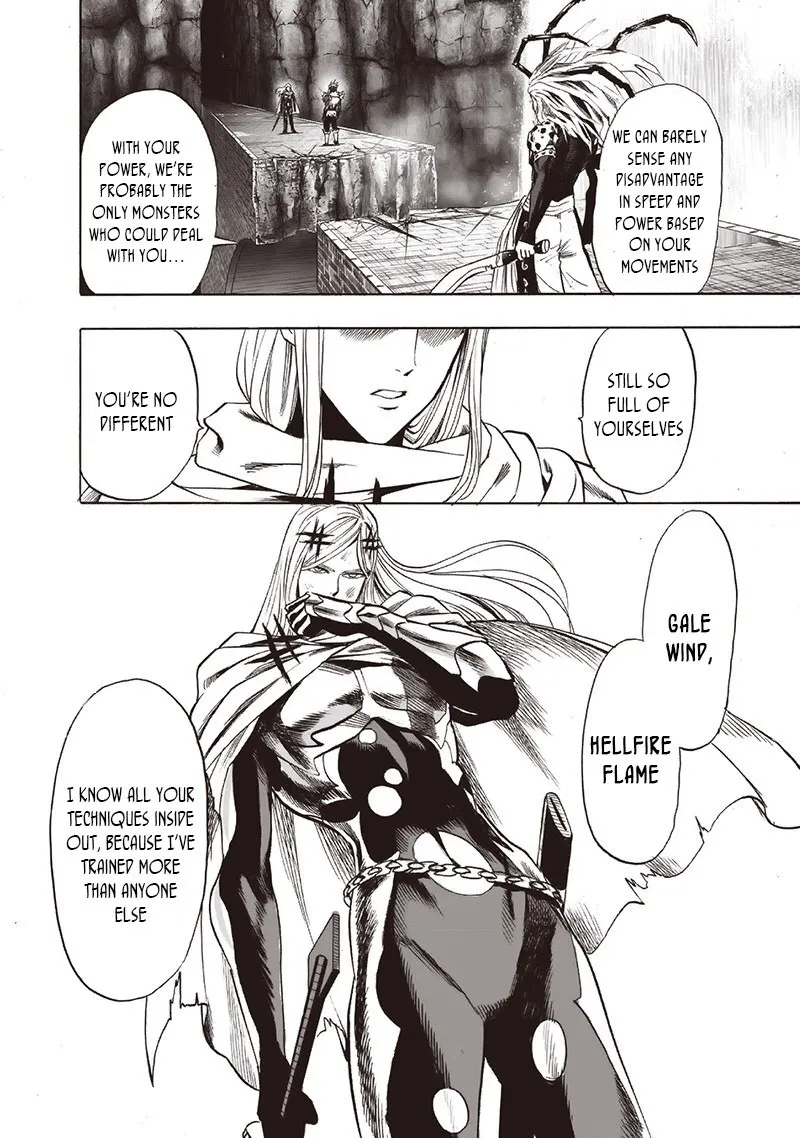 WE CAN BARELY
SENSE ANY
DISADVANTAGE
IN SPEED AND
POWER BASED
ON YOUR
MOVEMENTS
WITH YOUR
POWER, WE'RE
PROBABLY THE
ONLY MONSTERS
WHO COULD DEAL
WITH YOU...
STILL SO
FULL OF
YOURSELVES
YOU'RE NO
DIFFERENT
GALE
WIND,
HELLFIRE
FLAME
I KNOW ALL YOUR
TECHNIQUES INSIDE
OUT, BECAUSE I'VE
TRAINED MORE
THAN ANYONE
ELSE